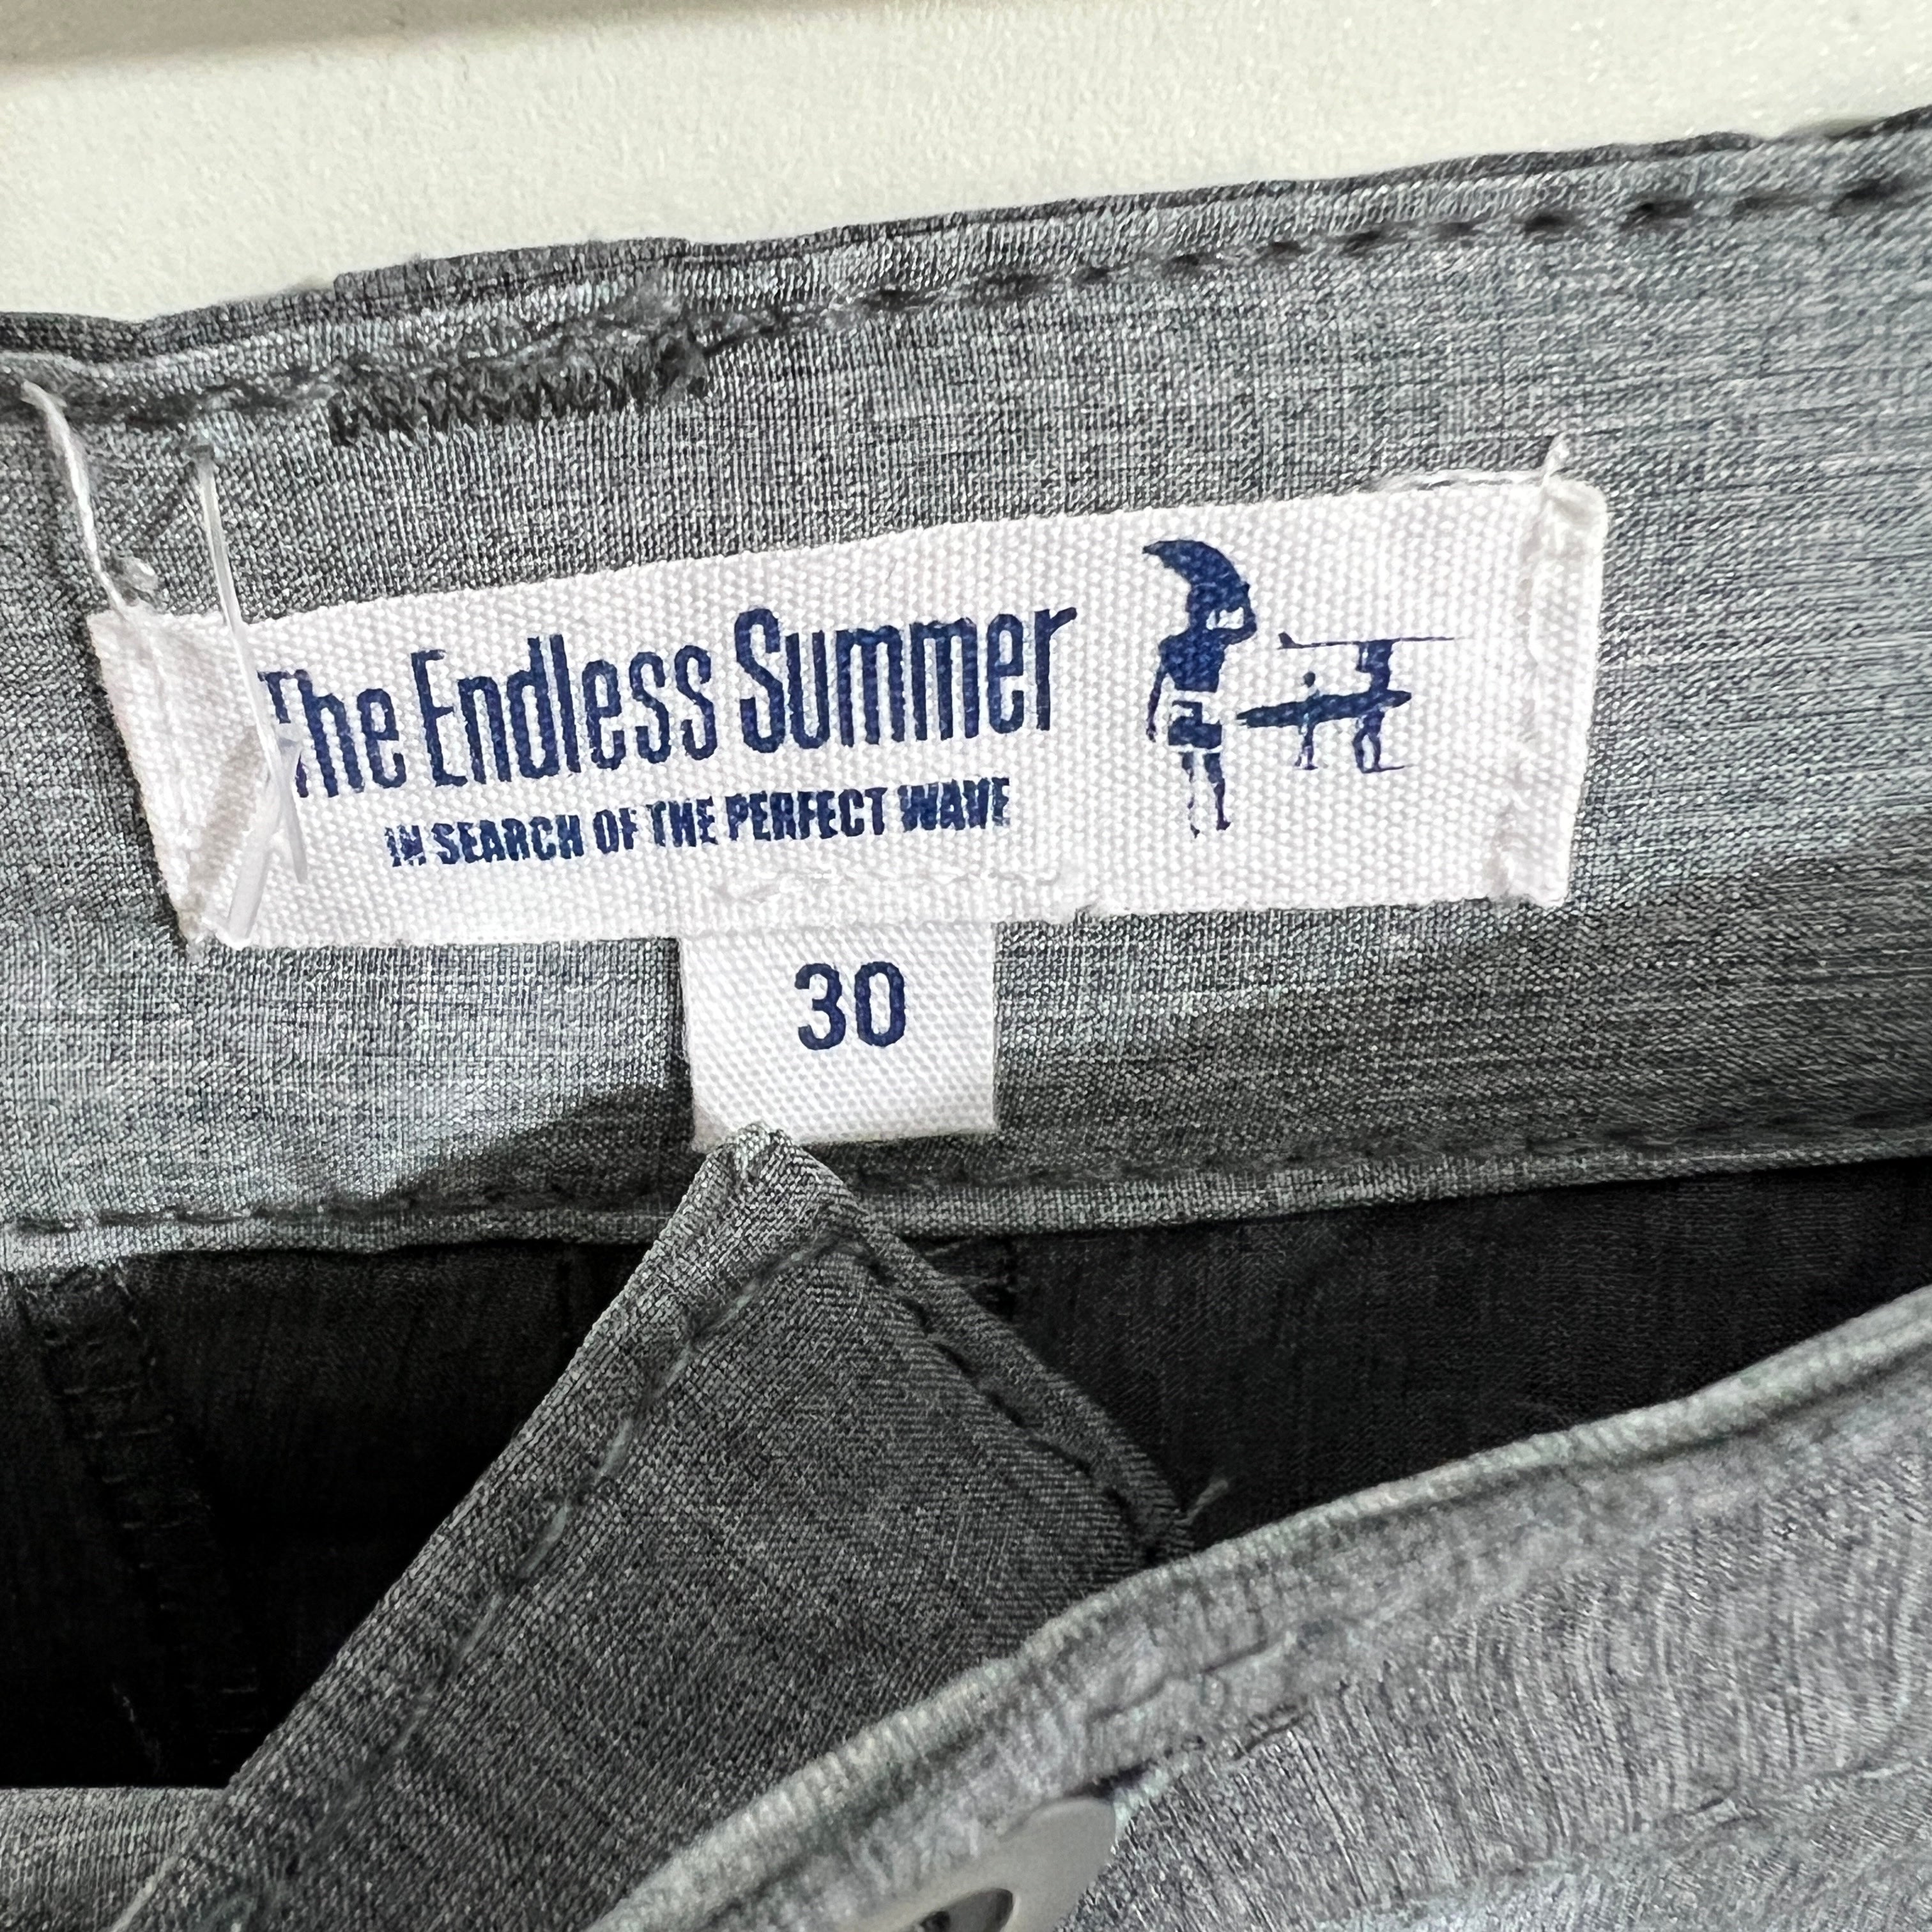 The Endless Summer
IN SEARCH OF THE PERFECT WAVE
30